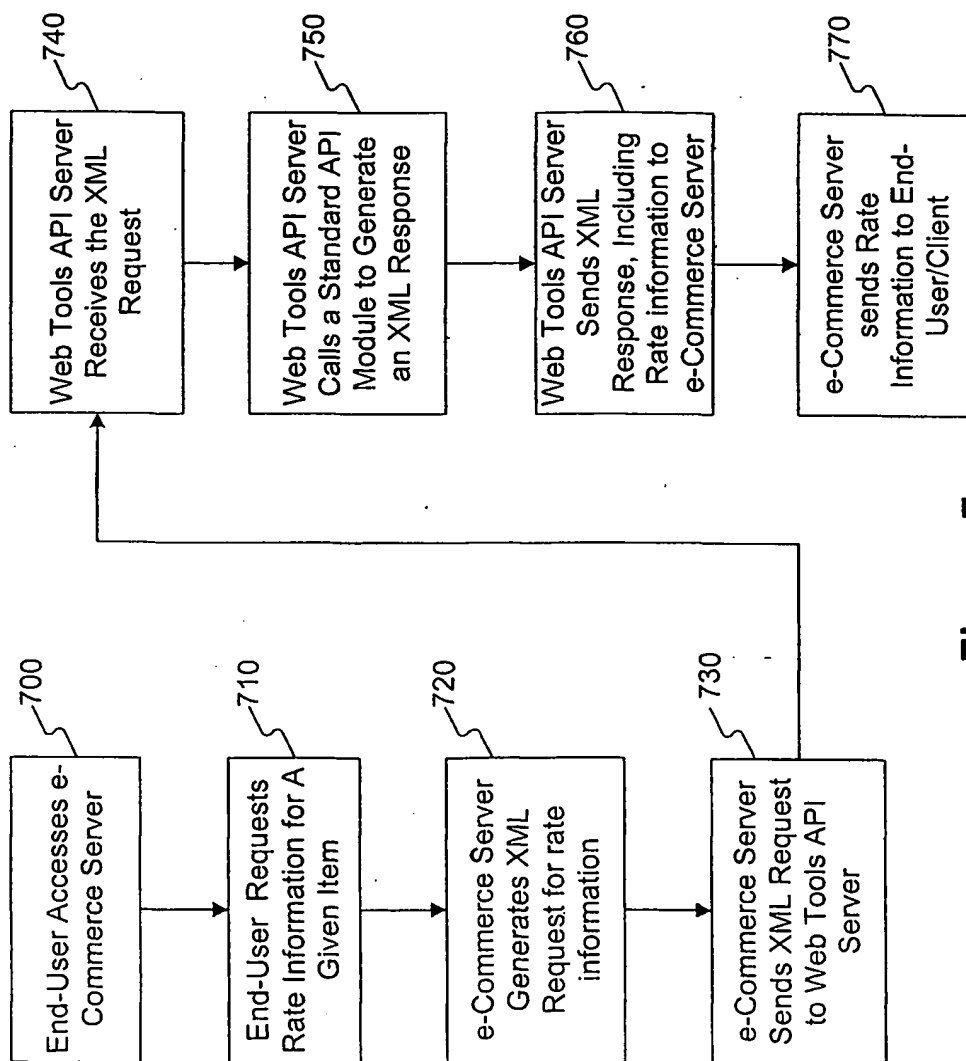 700
End-User Accesses e-
Commerce Server
710
End-User Requests
Rate Information for A
Given Item
720
e-Commerce Server
Generates XML
Request for rate
information
730
e-Commerce Server
Sends XML Request
to Web Tools API
Server
740
Web Tools API Server
Receives the XML
Request
750
Web Tools API Server
Calls a Standard API
Module to Generate
an XML Response
760
Web Tools API Server
Sends XML
Response, Including
Rate information to
e-Commerce Server
770
e-Commerce Server
sends Rate
Information to End-
User/Client